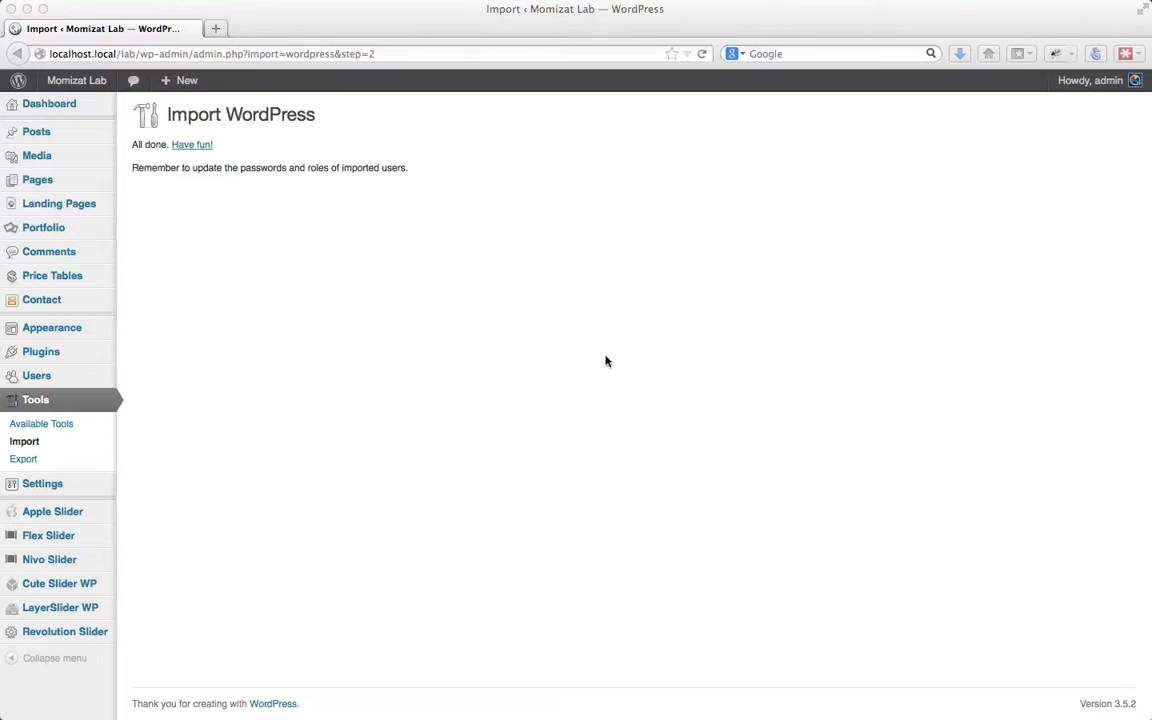 Import ‹ Momizat Lab — WordPress
Import ‹ Momizat Lab — WordPr...
localhost.local/lab/wp-admin/admin.php?import=wordpress&step=2
Google
Momizat Lab
New
Howdy, admin
Dashboard
Posts
Media
Pages
Landing Pages
Portfolio
Comments
Price Tables
Contact
Appearance
Plugins
Users
Tools
Available Tools
Import
Export
Settings
Apple Slider
Flex Slider
Nivo Slider
Cute Slider WP
LayerSlider WP
Revolution Slider
Collapse menu
Import WordPress
All done. Have fun!
Remember to update the passwords and roles of imported users.
Thank you for creating with WordPress.
Version 3.5.2